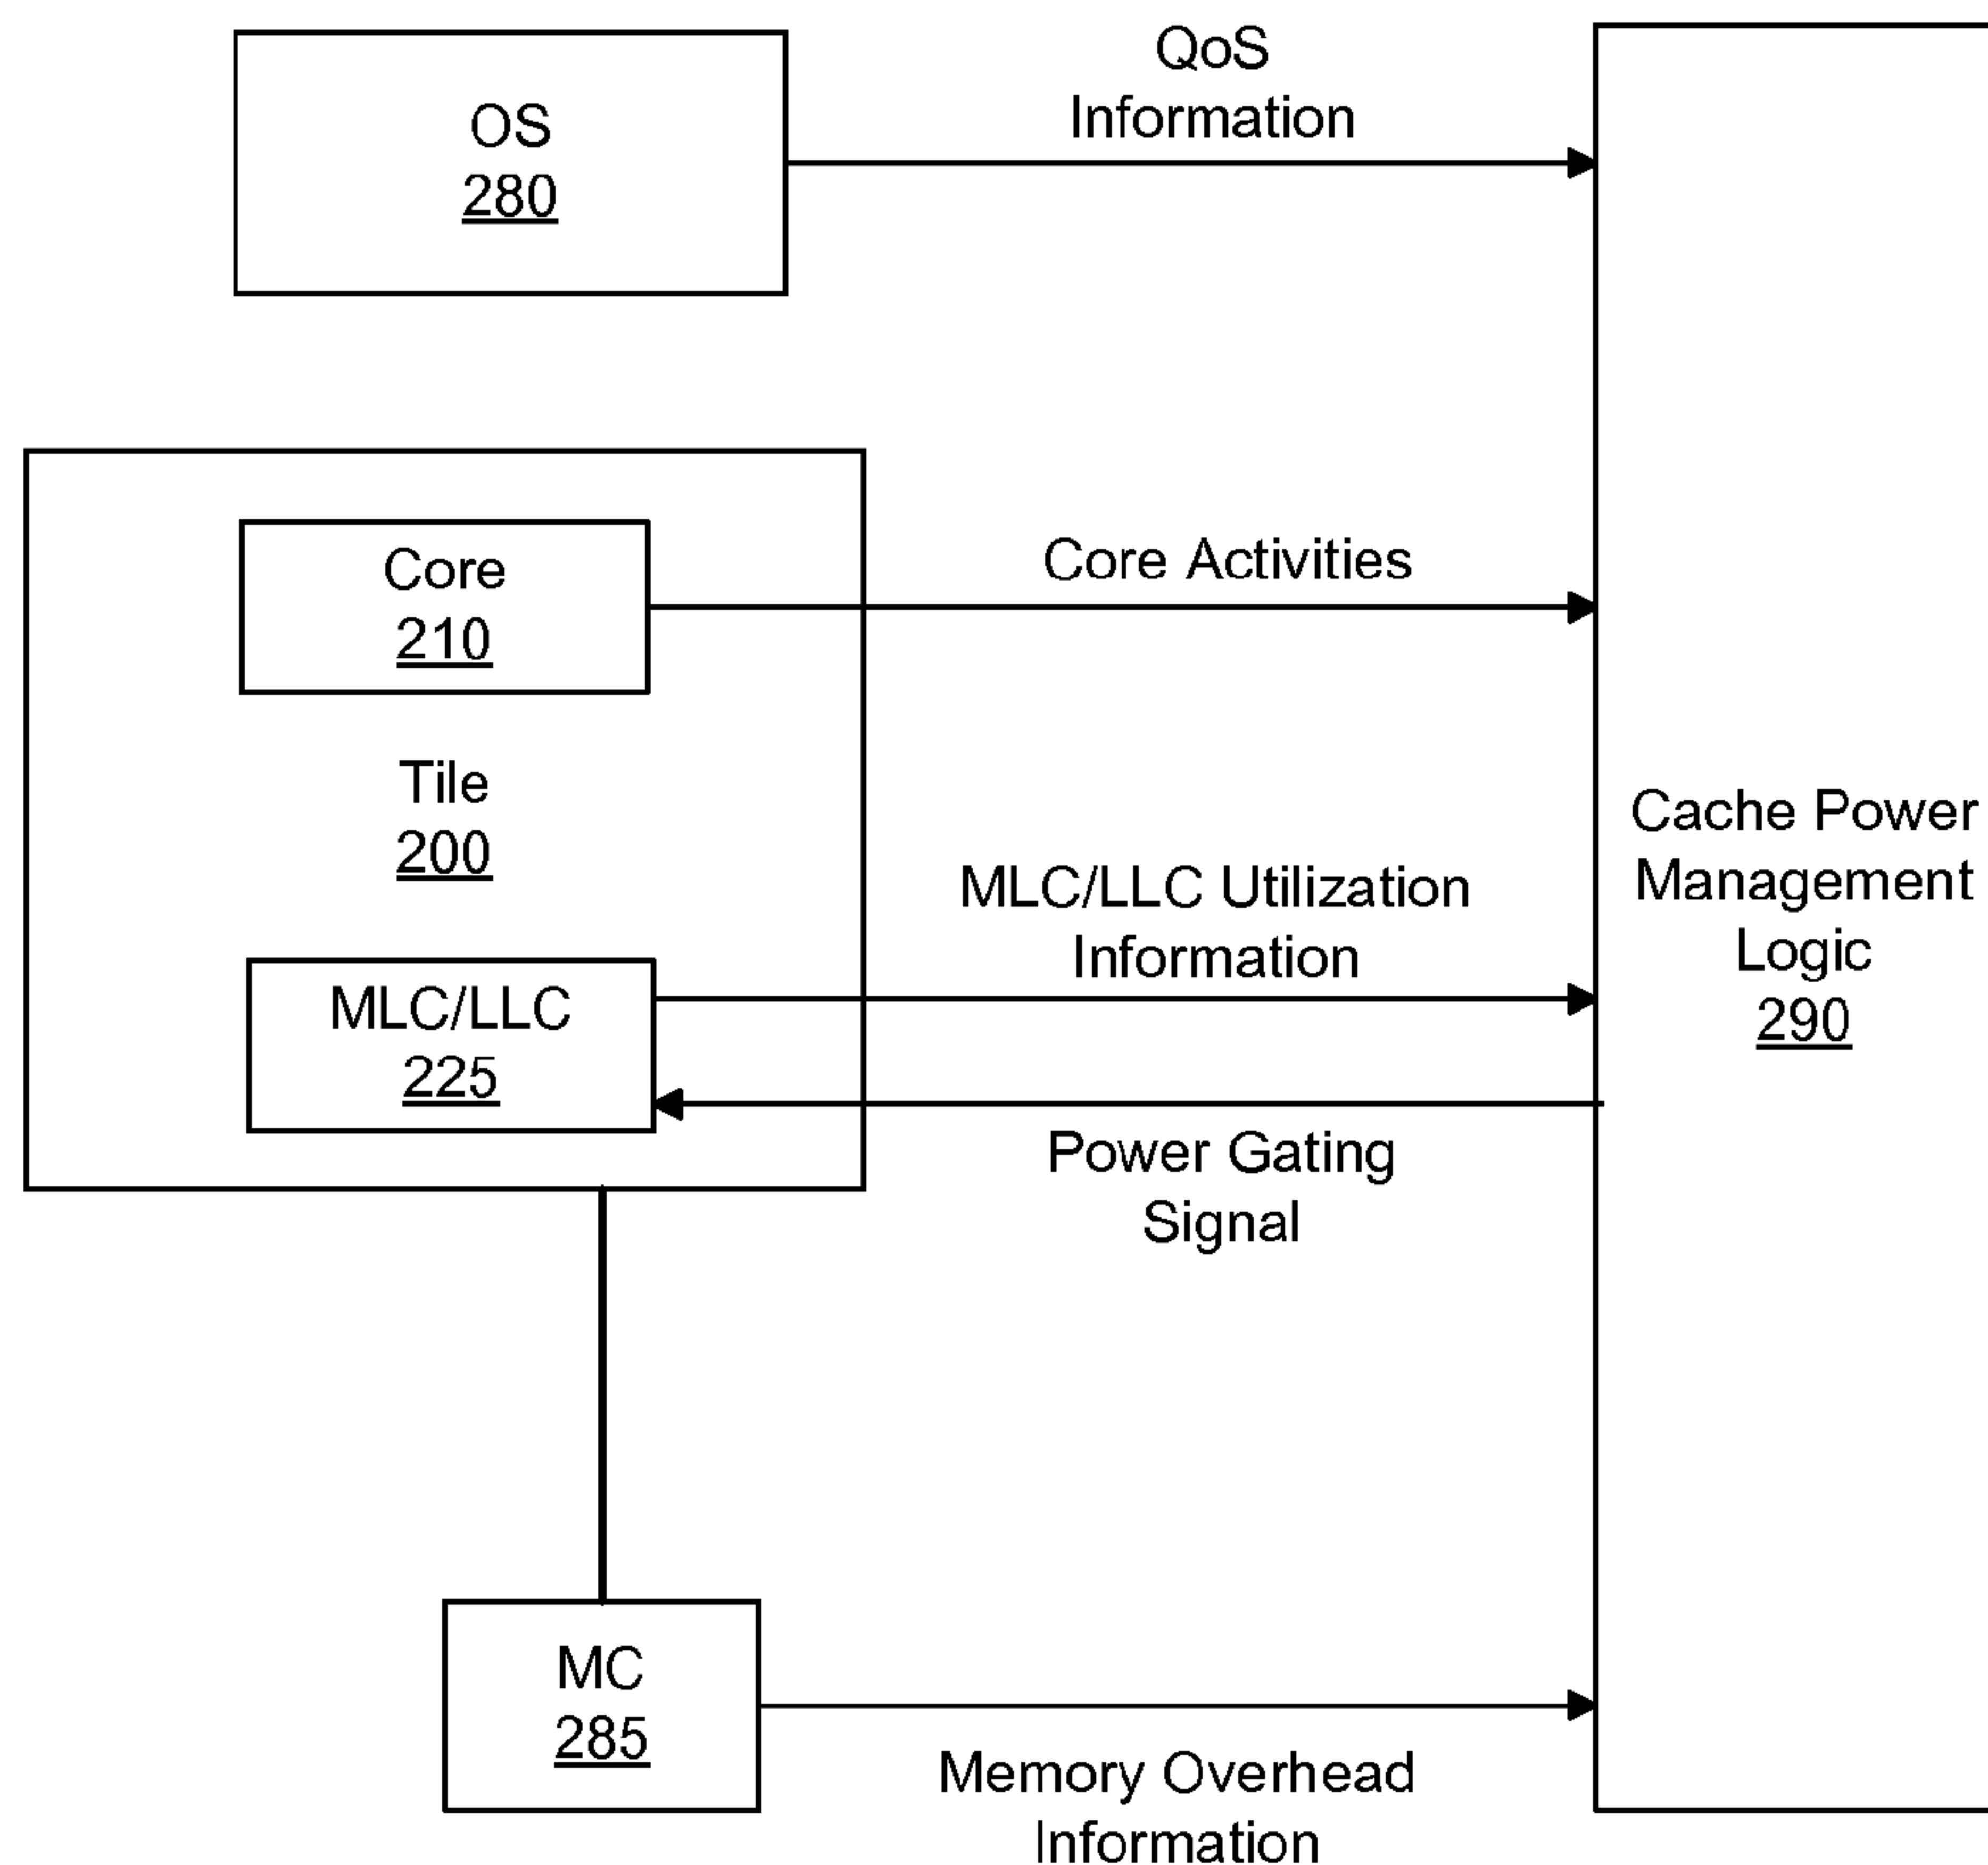 OS
280
QoS
Information
Core
210
Core Activities
Tile
200
MLC/LLC Utilization
Information
MLC/LLC
225
Power Gating
Signal
Cache Power
Management
Logic
290
MC
285
Memory Overhead
Information